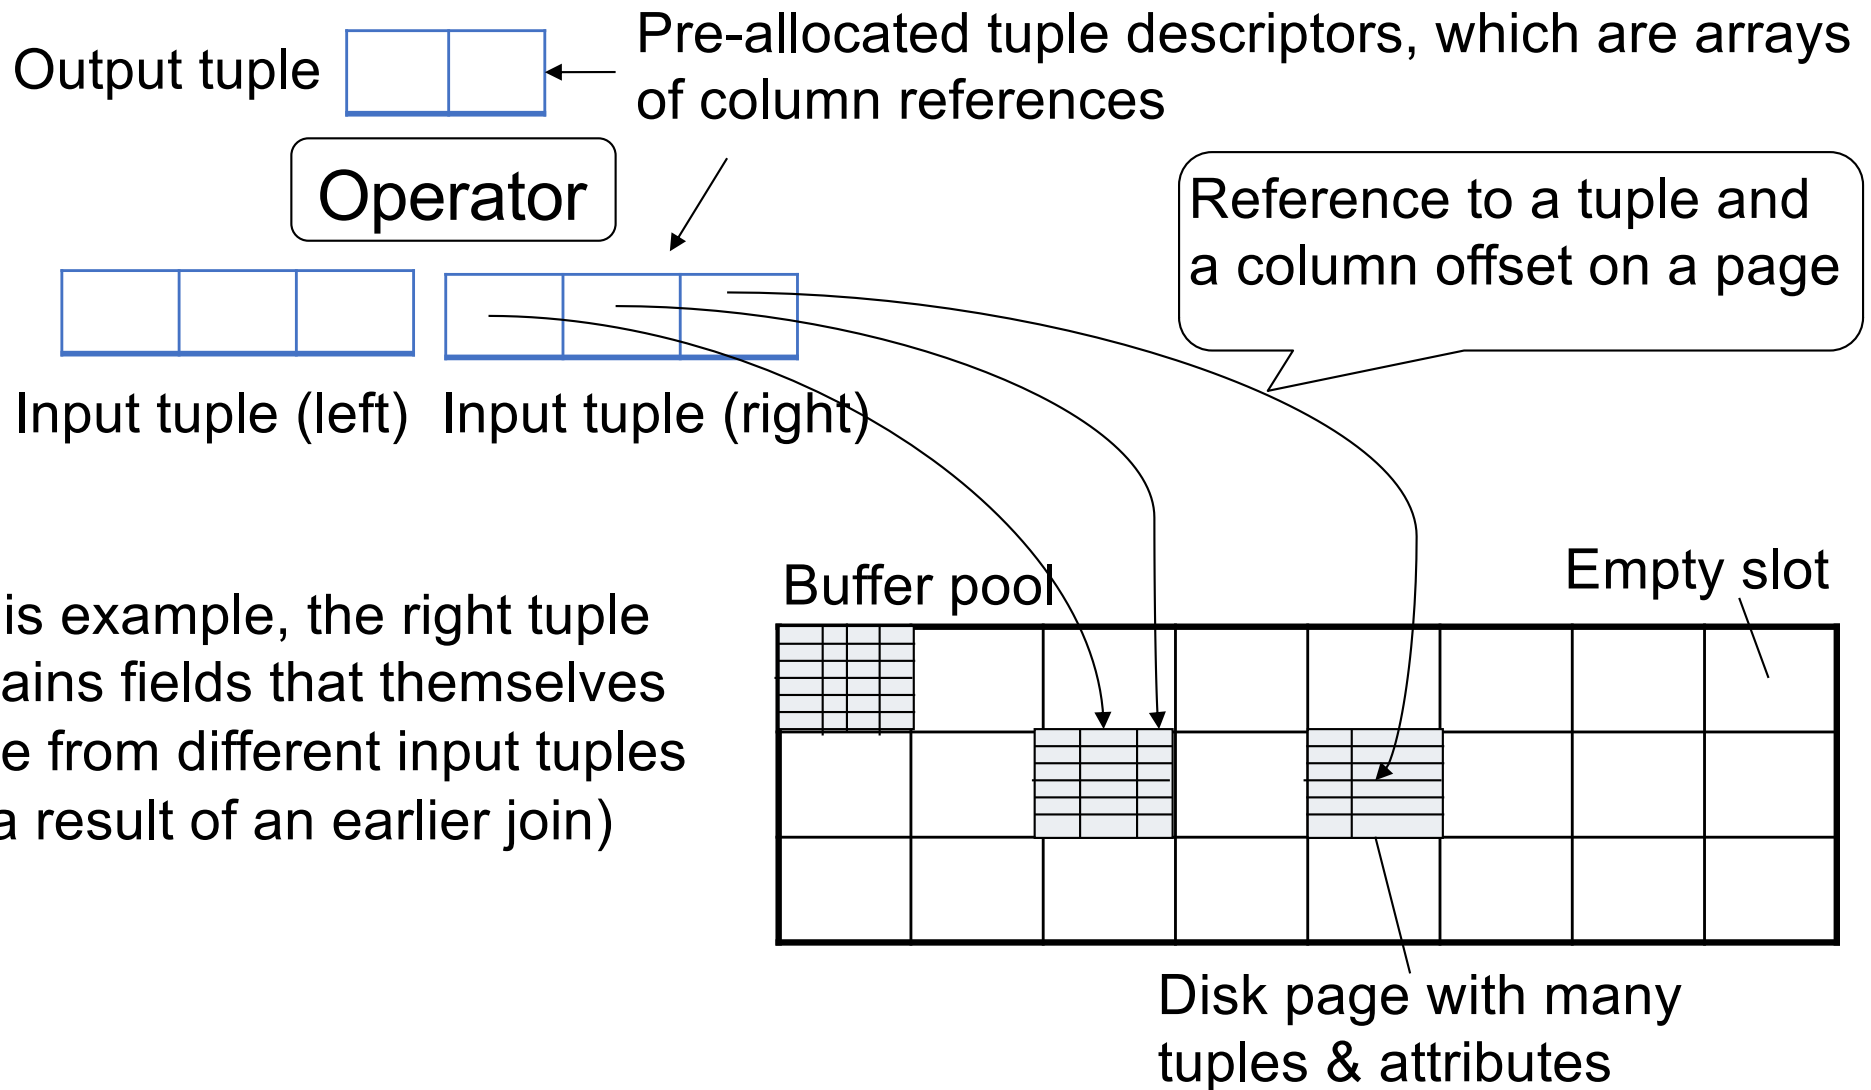 Output tuple
Pre-allocated tuple descriptors, which are arrays
of column references
Operator
Reference to a tuple and
a column offset on a page
Input tuple (left)
Input tuple (right)
is example, the right tuple
ains fields that themselves
e from different input tuples
a result of an earlier join)
Buffer pool
Empty slot
Disk page with many
tuples & attributes